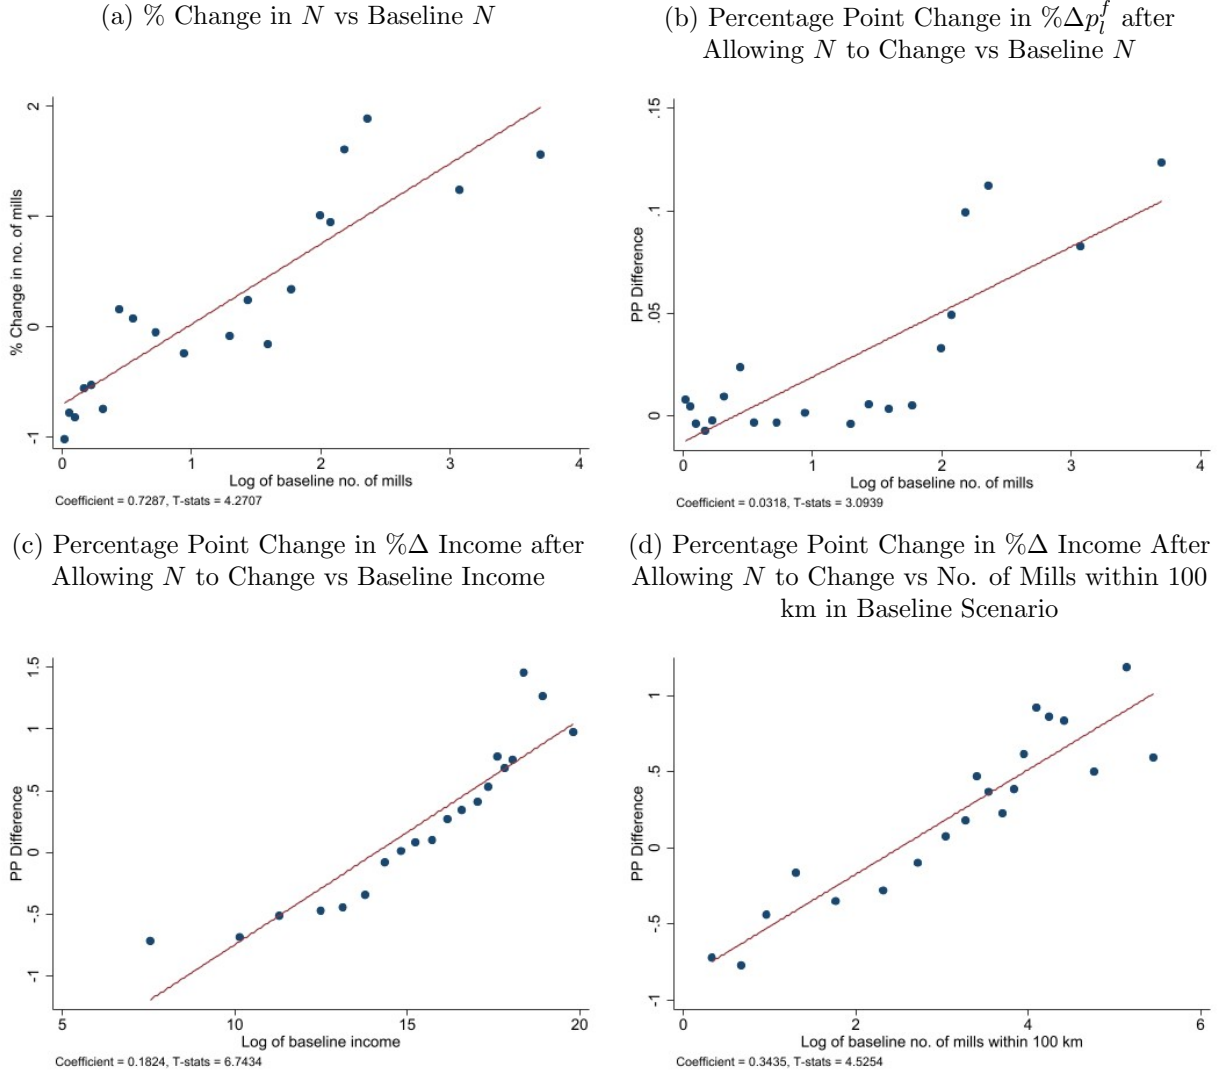 (a) % Change in N vs Baseline N
2
1
0
-1
% Change in no. of mills
0 1 2 3 4
Log of baseline no. of mills
Coefficient = 0.7287, T-stats = 4.2707
(b) Percentage Point Change in %Δp_l^f after
Allowing N to Change vs Baseline N
.15
.1
.05
0
PP Difference
0 1 2 3 4
Log of baseline no. of mills
Coefficient = 0.0318, T-stats = 3.0939
(c) Percentage Point Change in %Δ Income after
Allowing N to Change vs Baseline Income
1.5
1
.5
0
-.5
-1
PP Difference
5 10 15 20
Log of baseline income
Coefficient = 0.1824, T-stats = 6.7434
(d) Percentage Point Change in %Δ Income After
Allowing N to Change vs No. of Mills within 100
km in Baseline Scenario
1
.5
0
-.5
-1
PP Difference
0 2 4 6
Log of baseline no. of mills within 100 km
Coefficient = 0.3435, T-stats = 4.5254